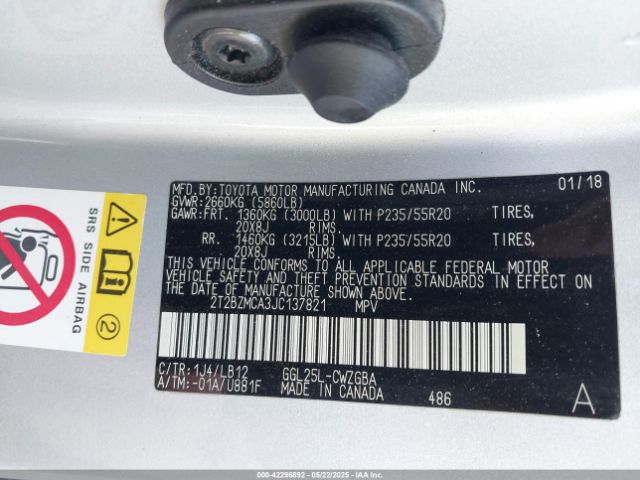 MFD.BY:TOYOTA MOTOR MANUFACTURING CANADA INC. 01/18
GVWR:2660KG (5860LB)
GAWR:FRT. 1360KG (3000LB) WITH P235/55R20 TIRES,
20X8J RIMS.
RR. 1460KG (3215LB) WITH P235/55R20 TIRES,
20X8J RIMS.
THIS VEHICLE CONFORMS TO ALL APPLICABLE FEDERAL MOTOR
VEHICLE SAFETY AND THEFT PREVENTION STANDARDS IN EFFECT ON
THE DATE OF MANUFACTURE SHOWN ABOVE.
2T2BZMCA3JC137821 MPV
C/TR:1J4/LB12 GGL25L-CWZGBA
A/TM:-01A/U881F MADE IN CANADA 486 A
SRS SIDE AIRBAG
2
000-42296892 - 05/22/2025 - IAA Inc.